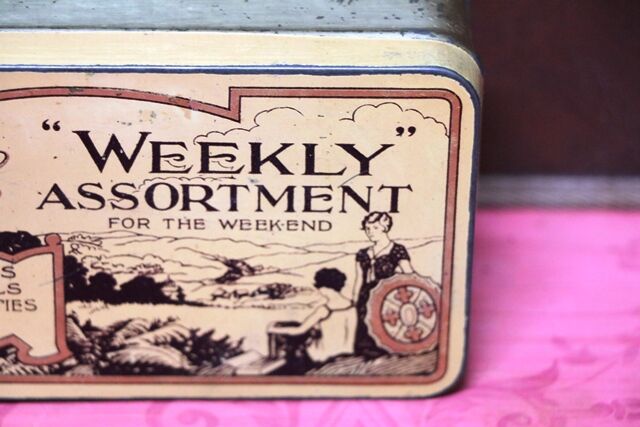 “WEEKLY”
ASSORTMENT
FOR THE WEEK-END